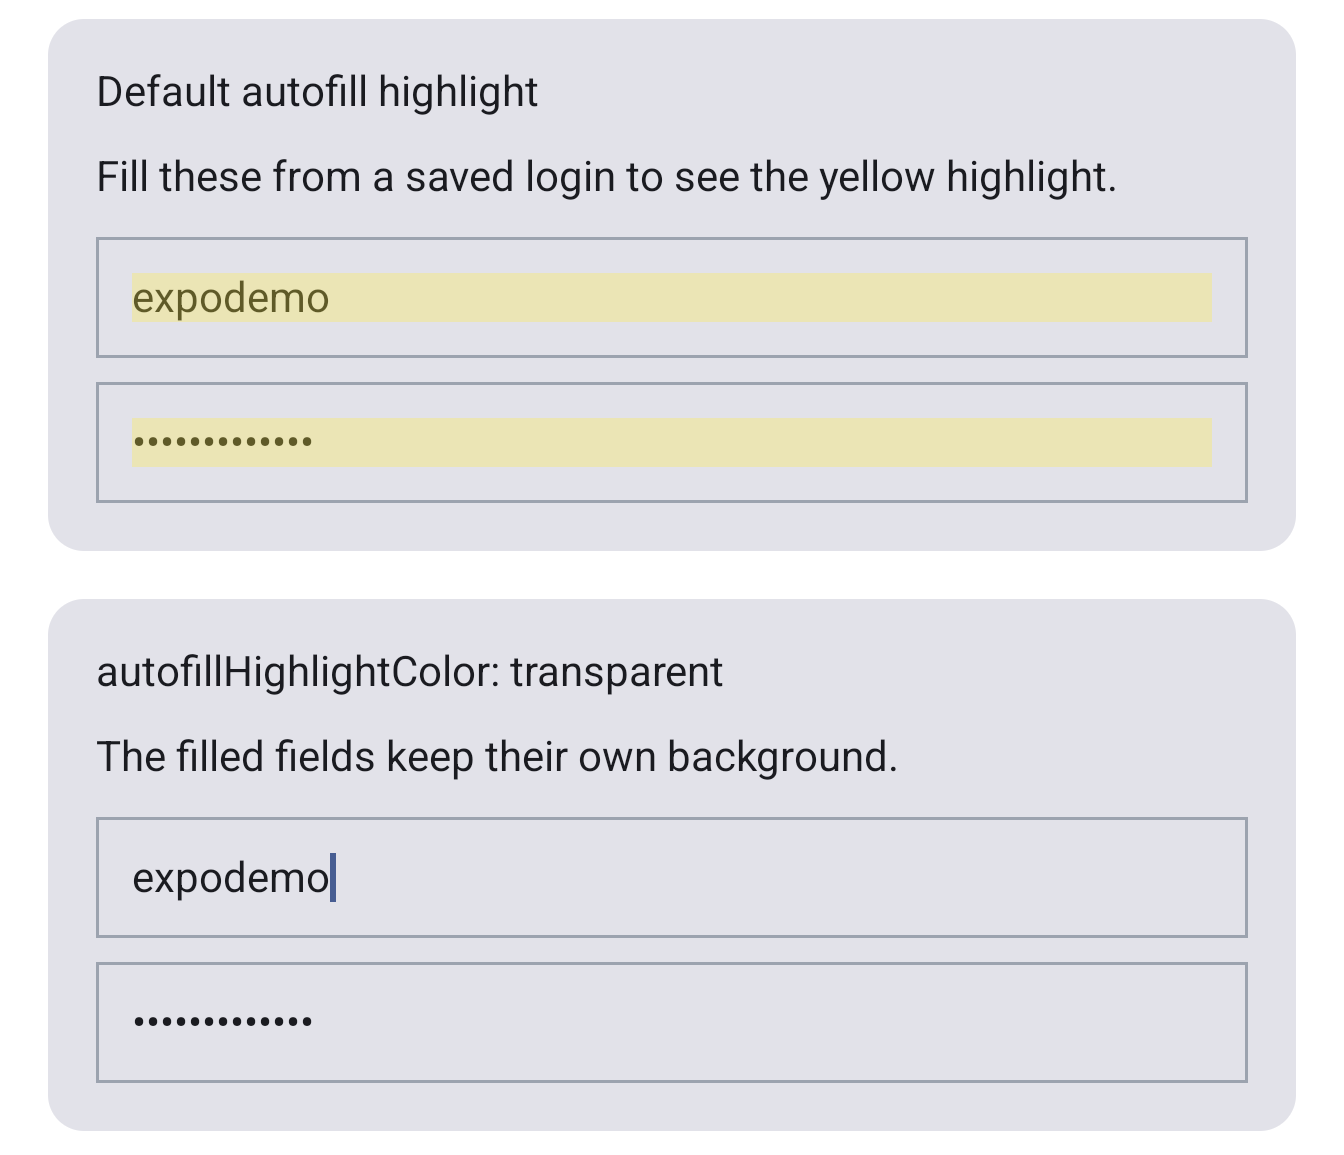 Default autofill highlight
Fill these from a saved login to see the yellow highlight.
expodemo
•••••••••••••
autofillHighlightColor: transparent
The filled fields keep their own background.
expodemo
•••••••••••••